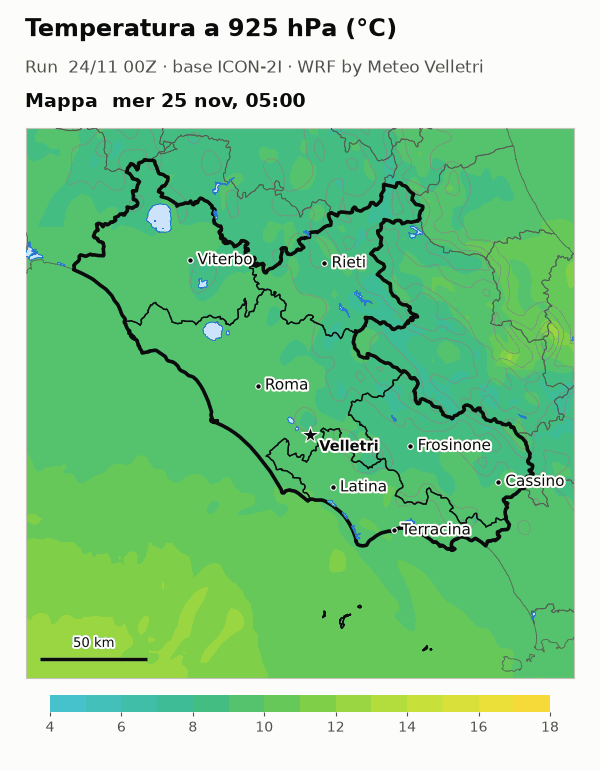 Temperatura a 925 hPa (°C)
Run  24/11 00Z · base ICON-2I · WRF by Meteo Velletri
Mappa  mer 25 nov, 05:00
Viterbo
Rieti
Roma
Velletri
Frosinone
Cassino
Latina
Terracina
50 km
4 6 8 10 12 14 16 18